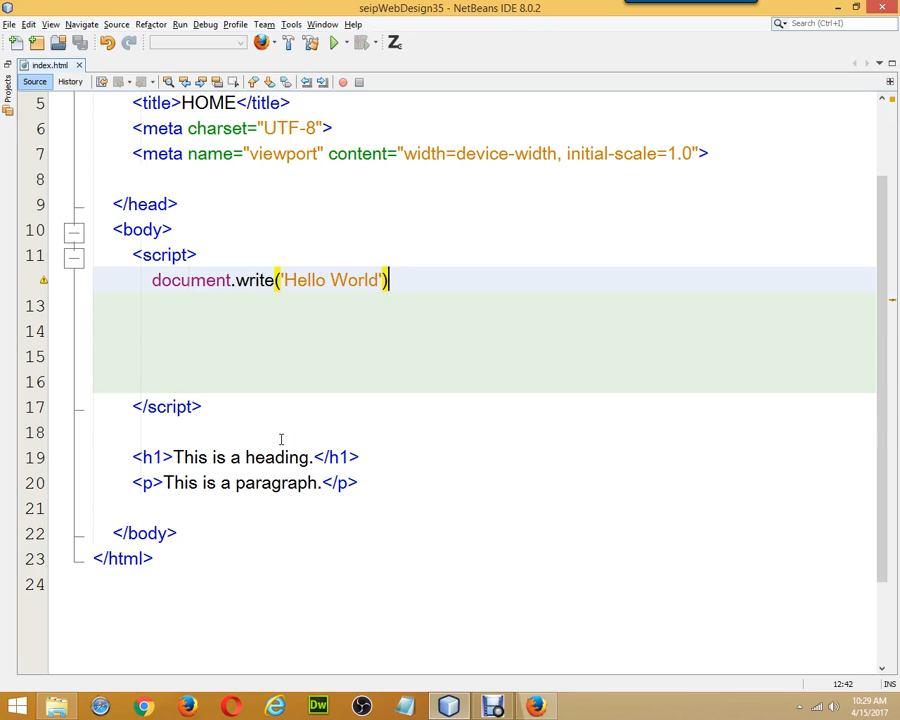 seipWebDesign35 - NetBeans IDE 8.0.2
File Edit View Navigate Source Refactor Run Debug Profile Team Tools Window Help
Search (Ctrl+I)
index.html
Projects
Source History
5 <title>HOME</title>
6 <meta charset="UTF-8">
7 <meta name="viewport" content="width=device-width, initial-scale=1.0">
8
9 </head>
10 <body>
11 <script>
document.write('Hello World')
13
14
15
16
17 </script>
18
19 <h1>This is a heading.</h1>
20 <p>This is a paragraph.</p>
21
22 </body>
23 </html>
24
12:42 INS
Dw
10:29 AM
4/15/2017